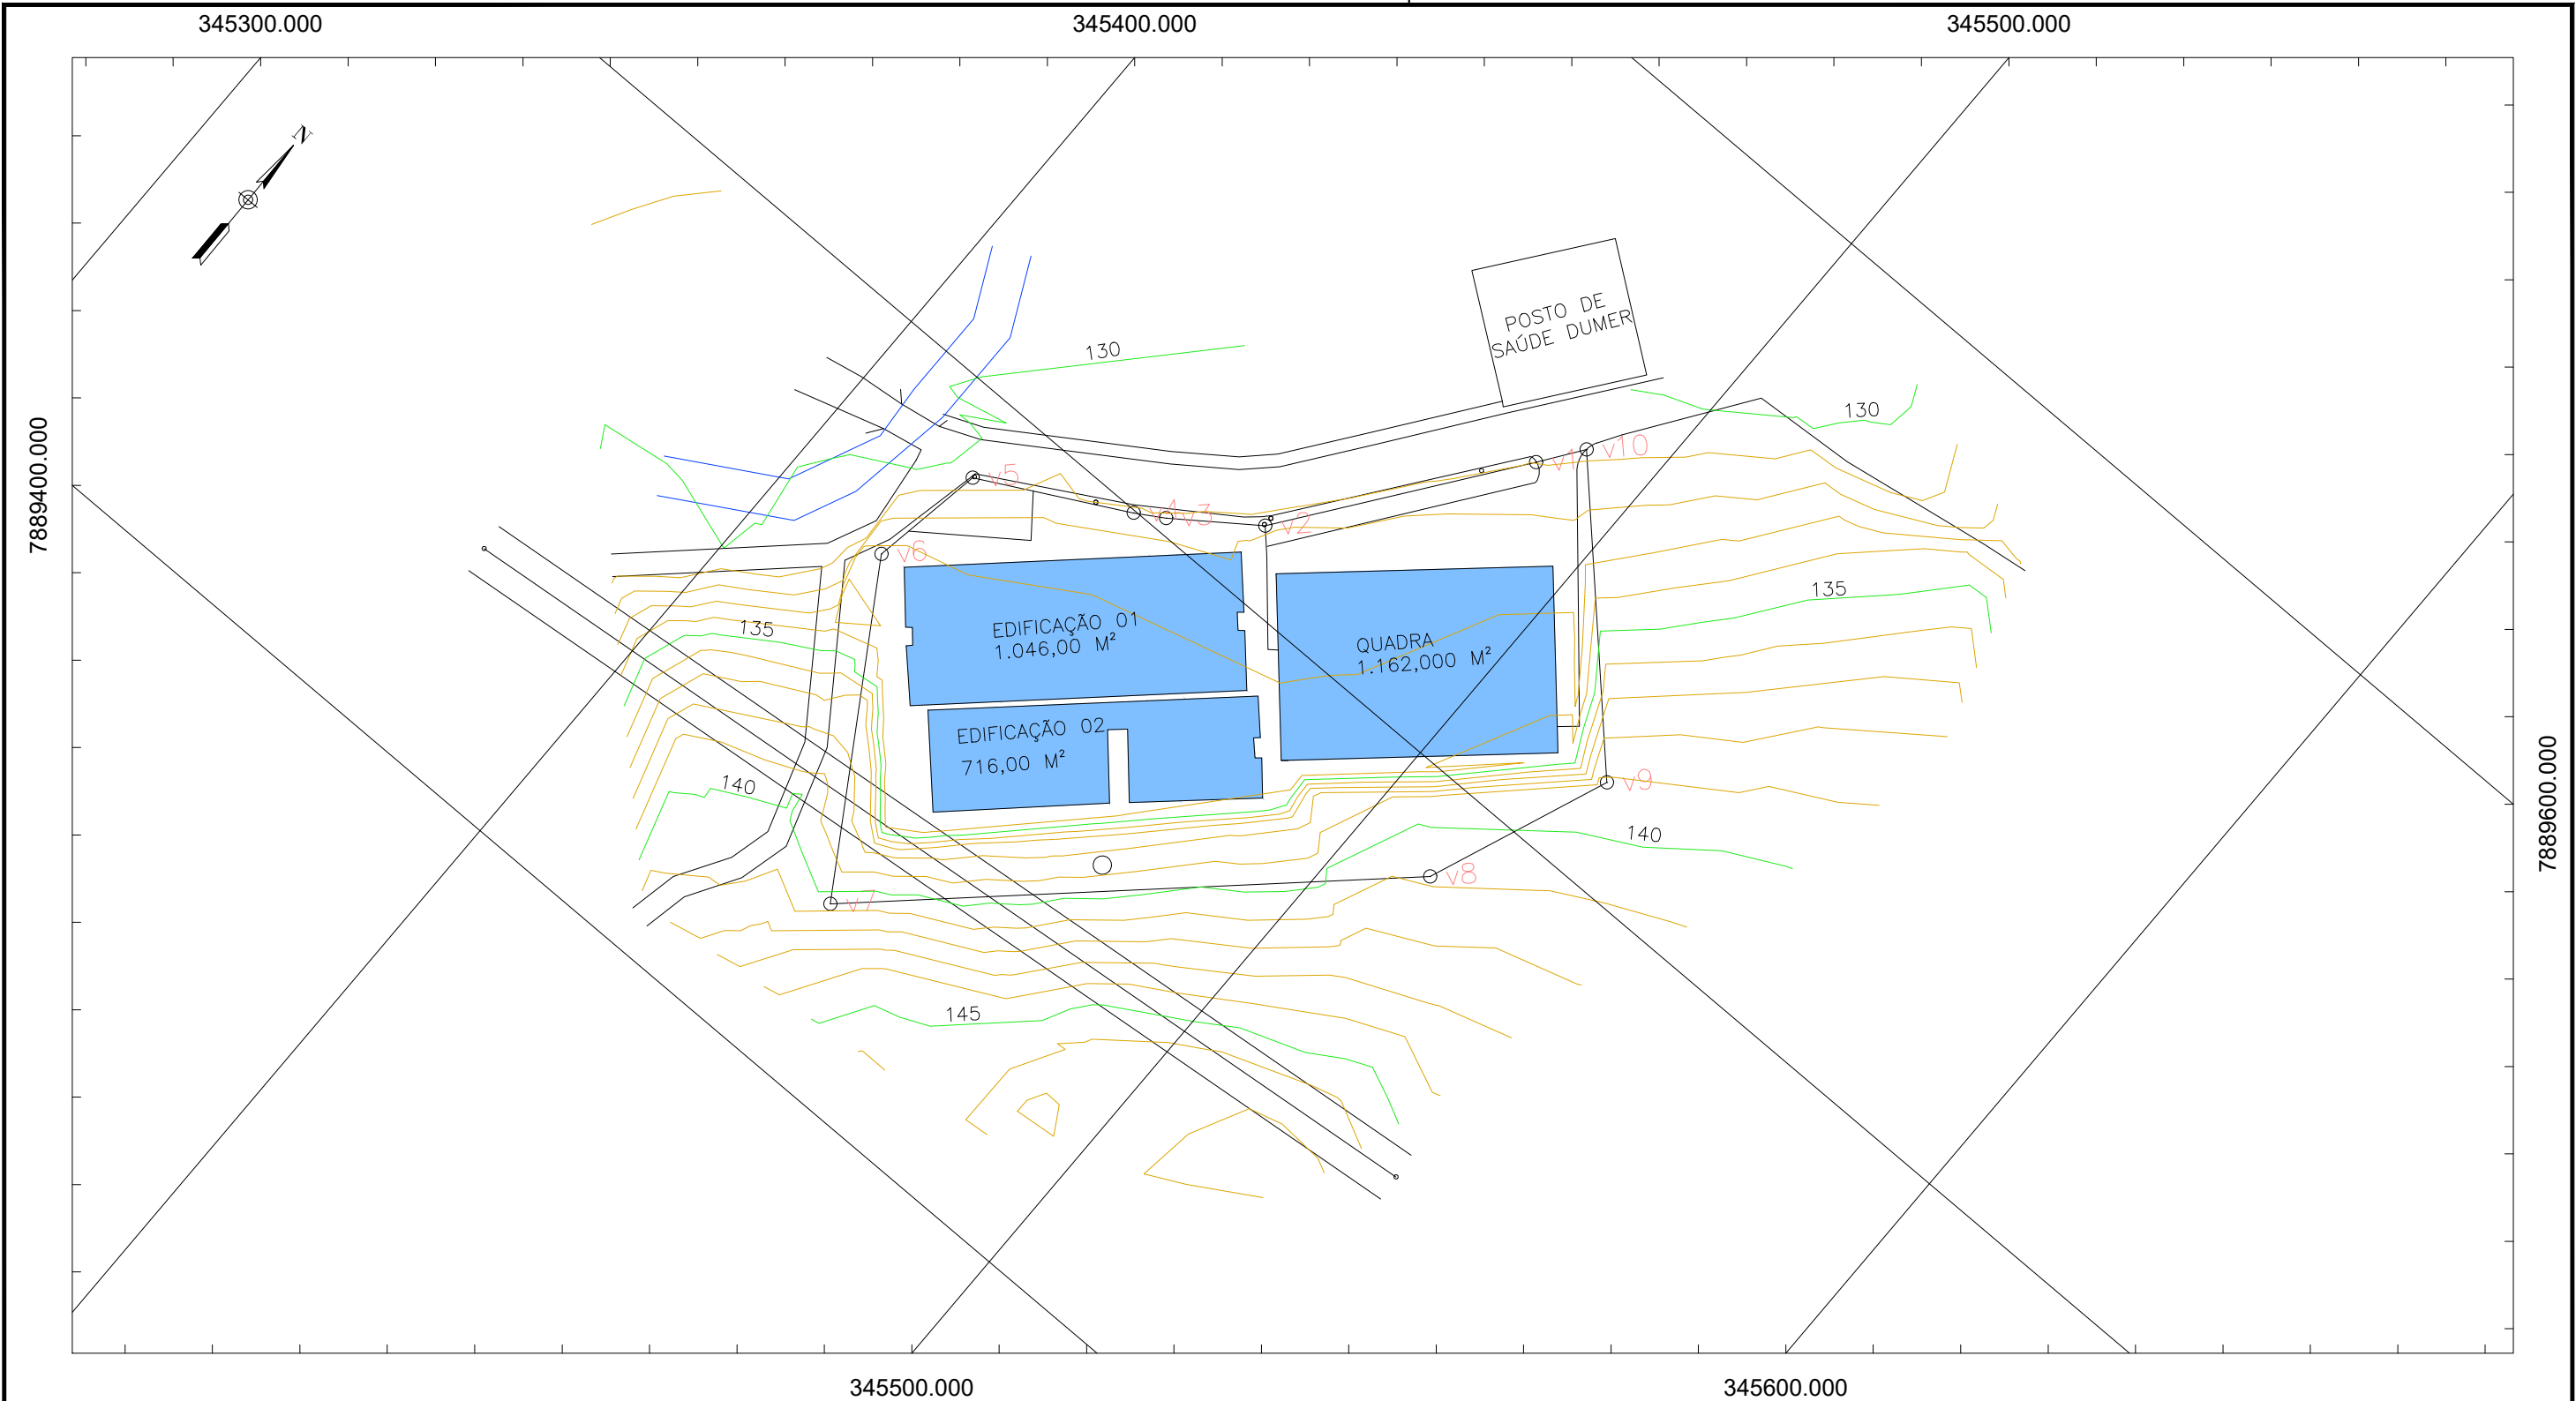 345300.000
345400.000
345500.000
N
7889400.000
7889600.000
POSTO DE
SAÚDE DUMER
130
130
v5
v4
v3
v2
v1
v10
v6
135
135
EDIFICAÇÃO 01
1.046,00 M²
QUADRA
1.162,000 M²
EDIFICAÇÃO 02
716,00 M²
140
v9
140
v8
v7
145
345500.000
345600.000